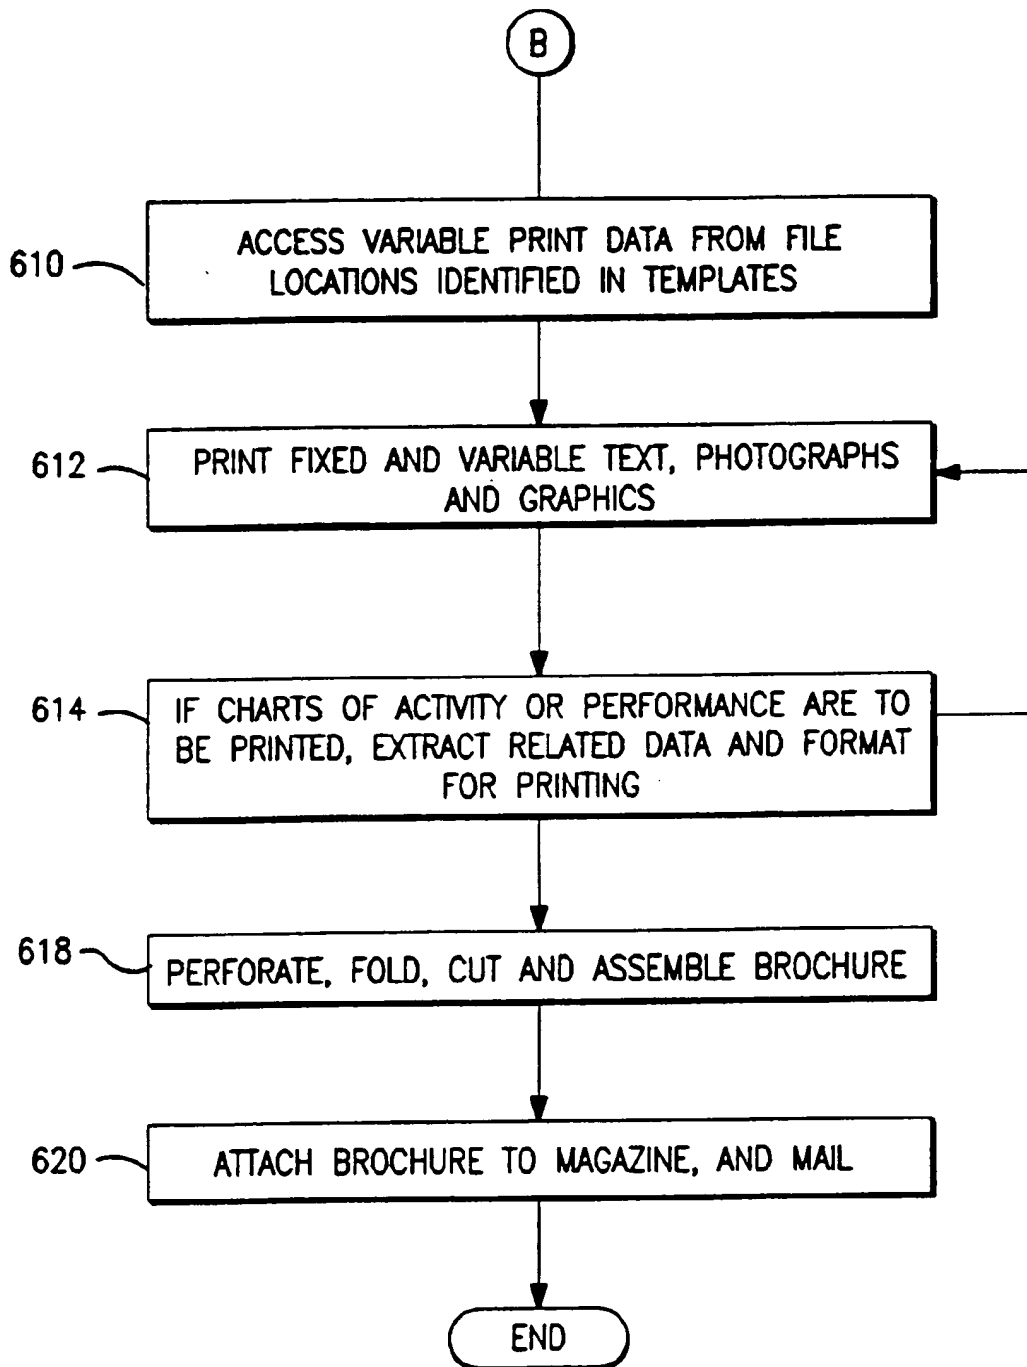 B
610
ACCESS VARIABLE PRINT DATA FROM FILE
LOCATIONS IDENTIFIED IN TEMPLATES
612
PRINT FIXED AND VARIABLE TEXT, PHOTOGRAPHS
AND GRAPHICS
614
IF CHARTS OF ACTIVITY OR PERFORMANCE ARE TO
BE PRINTED, EXTRACT RELATED DATA AND FORMAT
FOR PRINTING
618
PERFORATE, FOLD, CUT AND ASSEMBLE BROCHURE
620
ATTACH BROCHURE TO MAGAZINE, AND MAIL
END